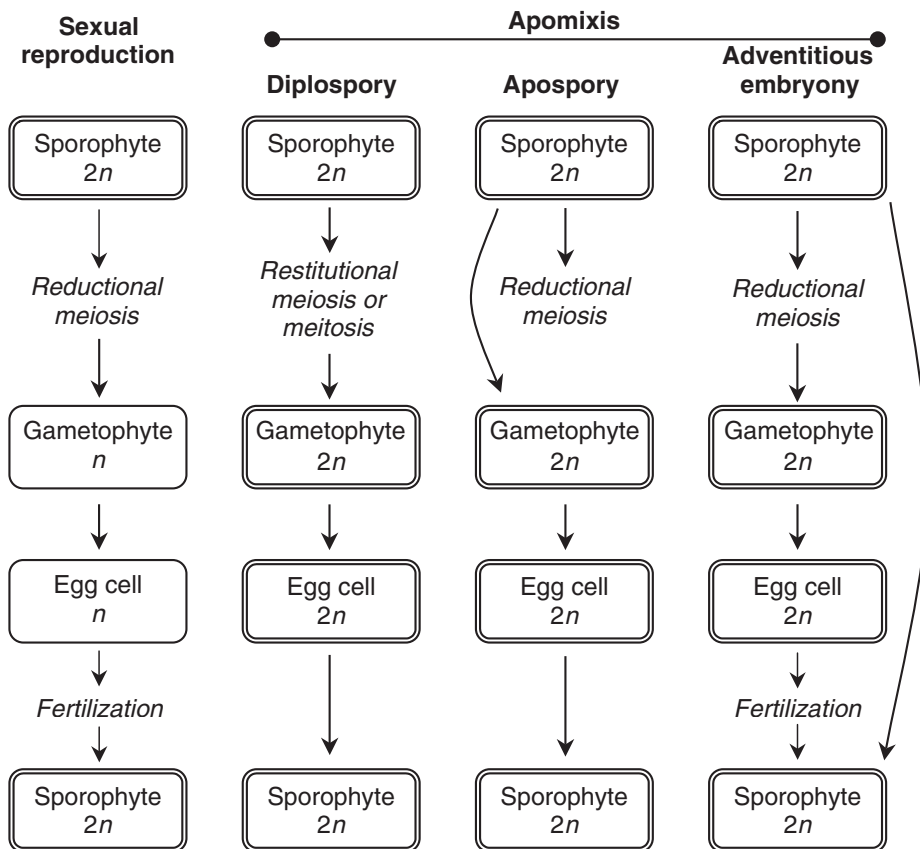 Sexual
reproduction
Apomixis
Diplospory
Apospory
Adventitious
embryony
Sporophyte
2n
Reductional
meiosis
Gametophyte
n
Egg cell
n
Fertilization
Sporophyte
2n
Sporophyte
2n
Restitutional
meiosis or
meitosis
Gametophyte
2n
Egg cell
2n
Sporophyte
2n
Sporophyte
2n
Reductional
meiosis
Gametophyte
2n
Egg cell
2n
Sporophyte
2n
Sporophyte
2n
Reductional
meiosis
Gametophyte
2n
Egg cell
2n
Fertilization
Sporophyte
2n